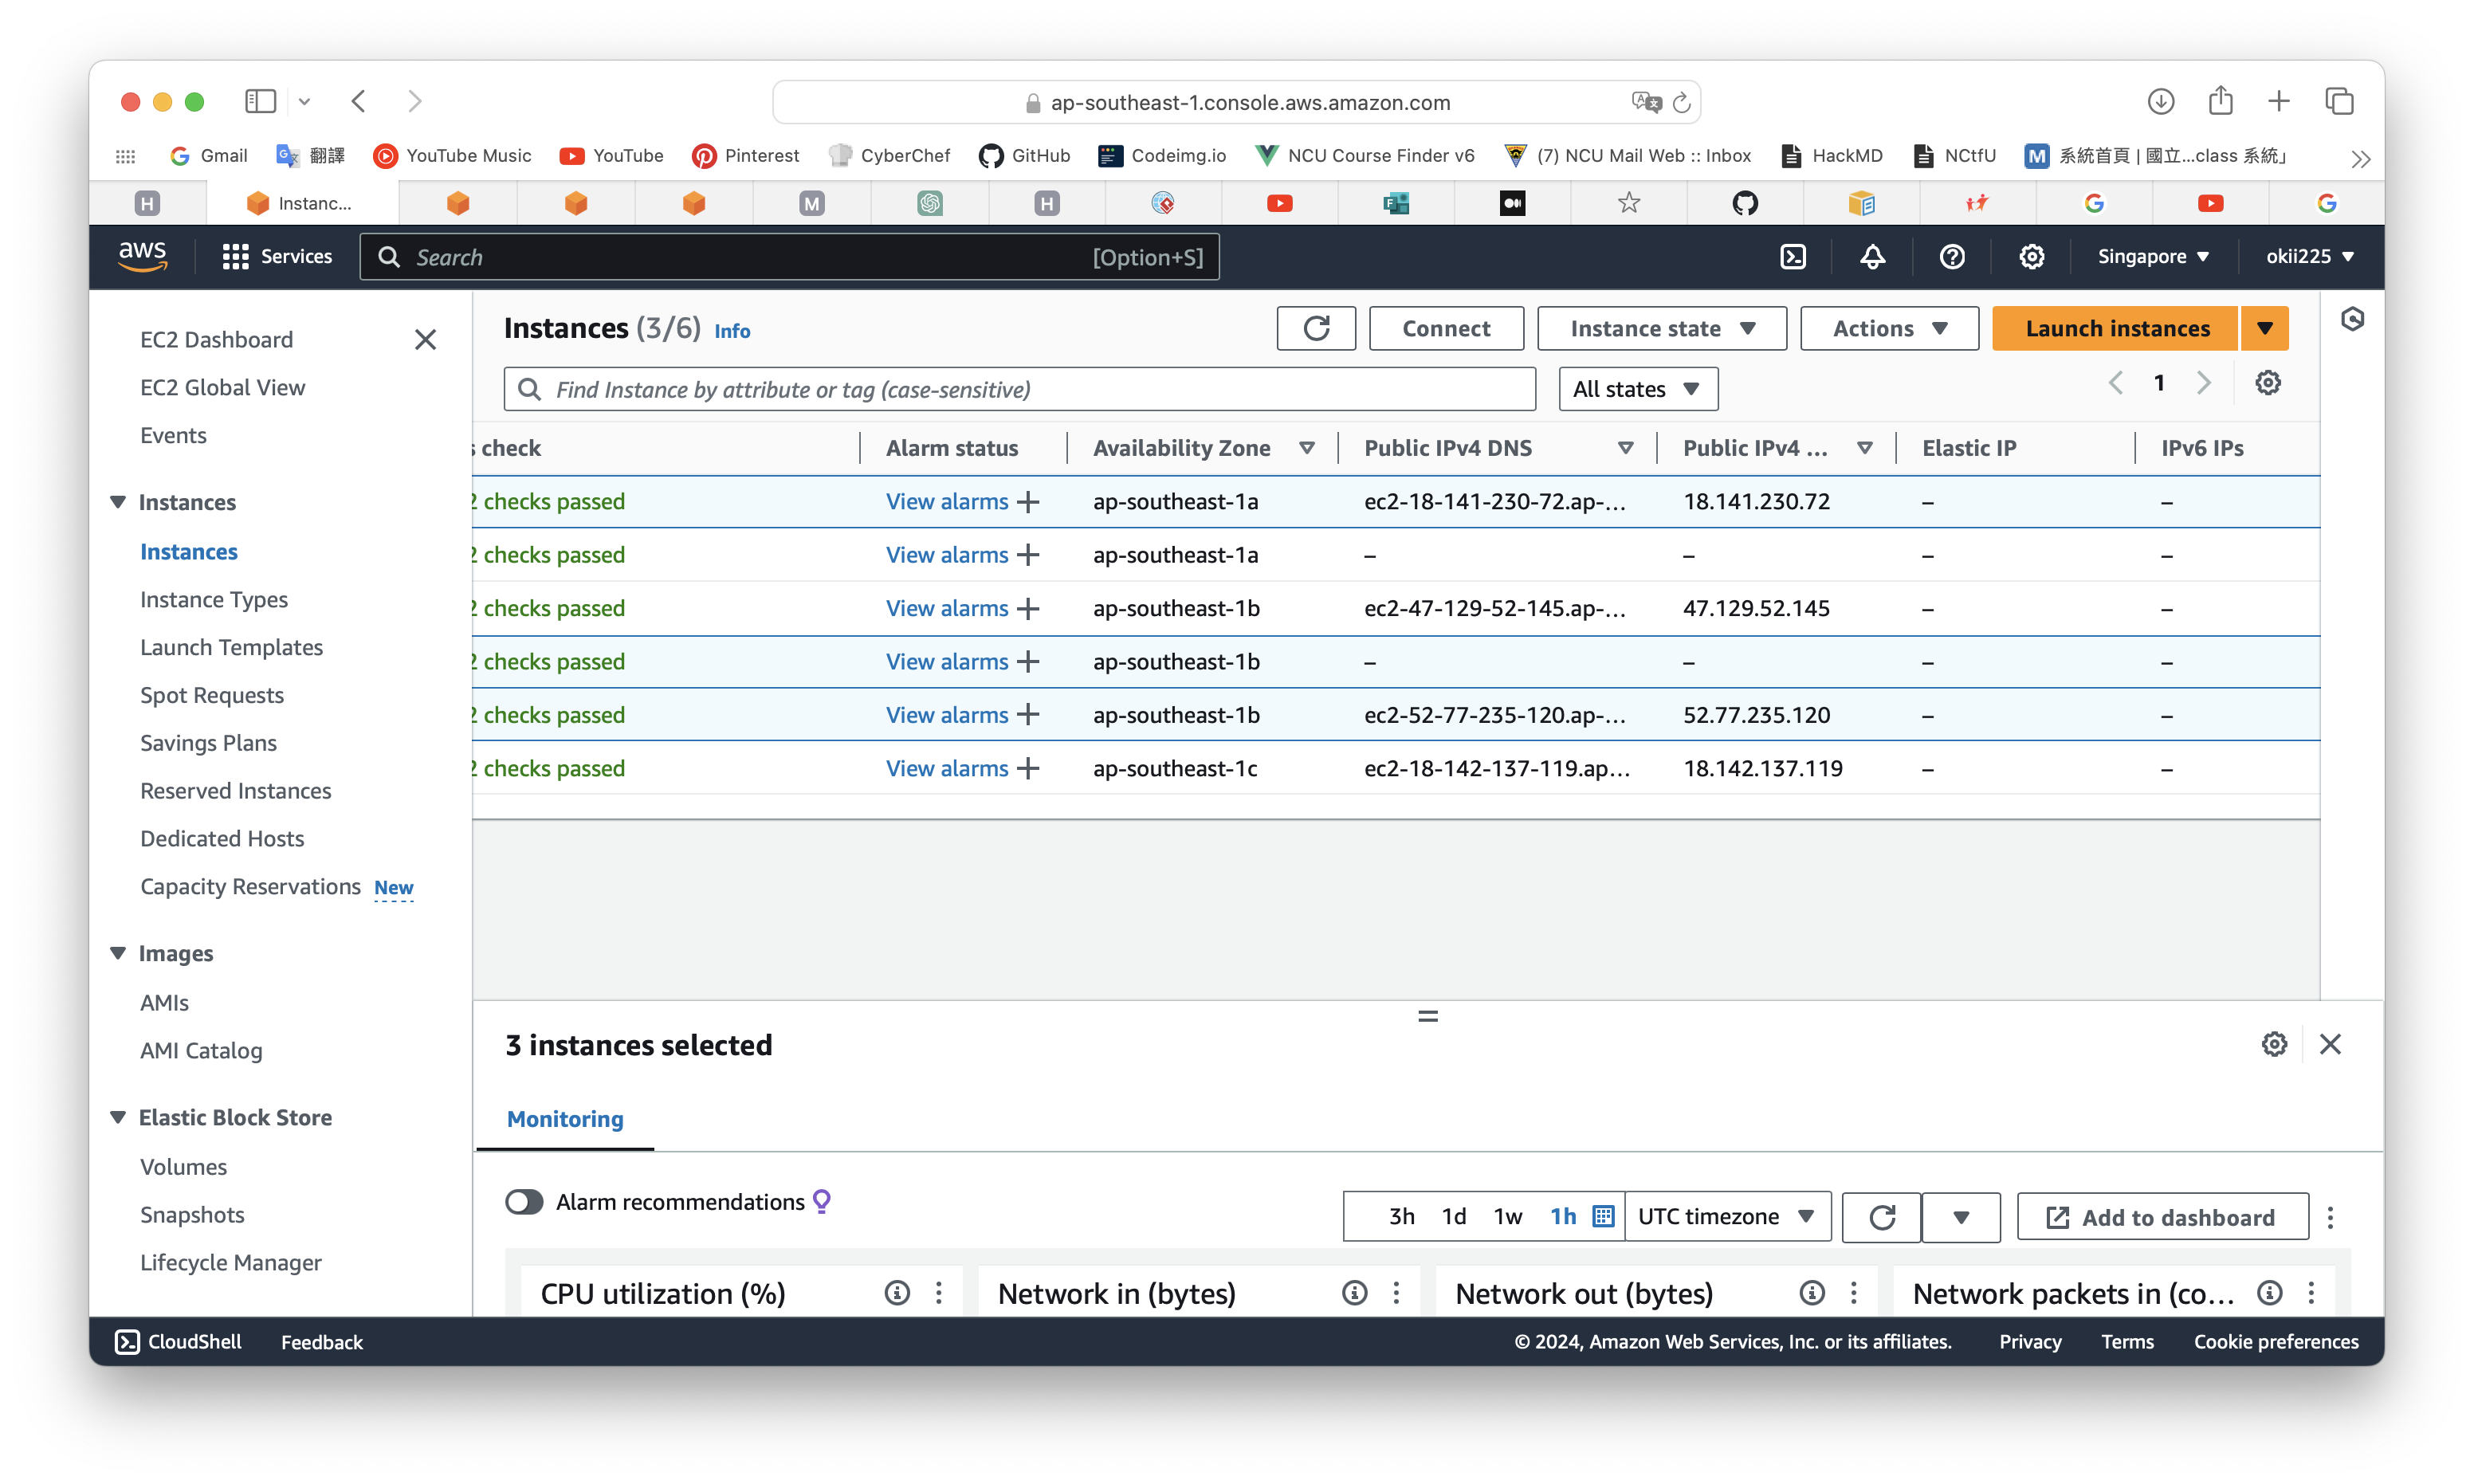 ap-southeast-1.console.aws.amazon.com
Gmail 翻譯 YouTube Music YouTube Pinterest CyberChef GitHub Codeimg.io NCU Course Finder v6 (7) NCU Mail Web :: Inbox HackMD NCtfU M 系統首頁 | 國立...class 系統」
H Instanc... M H
aws Services Search [Option+S] Singapore okii225
EC2 Dashboard
EC2 Global View
Events
Instances
Instances
Instance Types
Launch Templates
Spot Requests
Savings Plans
Reserved Instances
Dedicated Hosts
Capacity Reservations New
Images
AMIs
AMI Catalog
Elastic Block Store
Volumes
Snapshots
Lifecycle Manager
Instances (3/6) Info Connect Instance state Actions Launch instances
Find Instance by attribute or tag (case-sensitive) All states 1
s check Alarm status Availability Zone Public IPv4 DNS Public IPv4 ... Elastic IP IPv6 IPs
2 checks passed View alarms + ap-southeast-1a ec2-18-141-230-72.ap-... 18.141.230.72 – –
2 checks passed View alarms + ap-southeast-1a – – – –
2 checks passed View alarms + ap-southeast-1b ec2-47-129-52-145.ap-... 47.129.52.145 – –
2 checks passed View alarms + ap-southeast-1b – – – –
2 checks passed View alarms + ap-southeast-1b ec2-52-77-235-120.ap-... 52.77.235.120 – –
2 checks passed View alarms + ap-southeast-1c ec2-18-142-137-119.ap... 18.142.137.119 – –
3 instances selected
Monitoring
Alarm recommendations 3h 1d 1w 1h UTC timezone Add to dashboard
CPU utilization (%) Network in (bytes) Network out (bytes) Network packets in (co...
CloudShell Feedback © 2024, Amazon Web Services, Inc. or its affiliates. Privacy Terms Cookie preferences